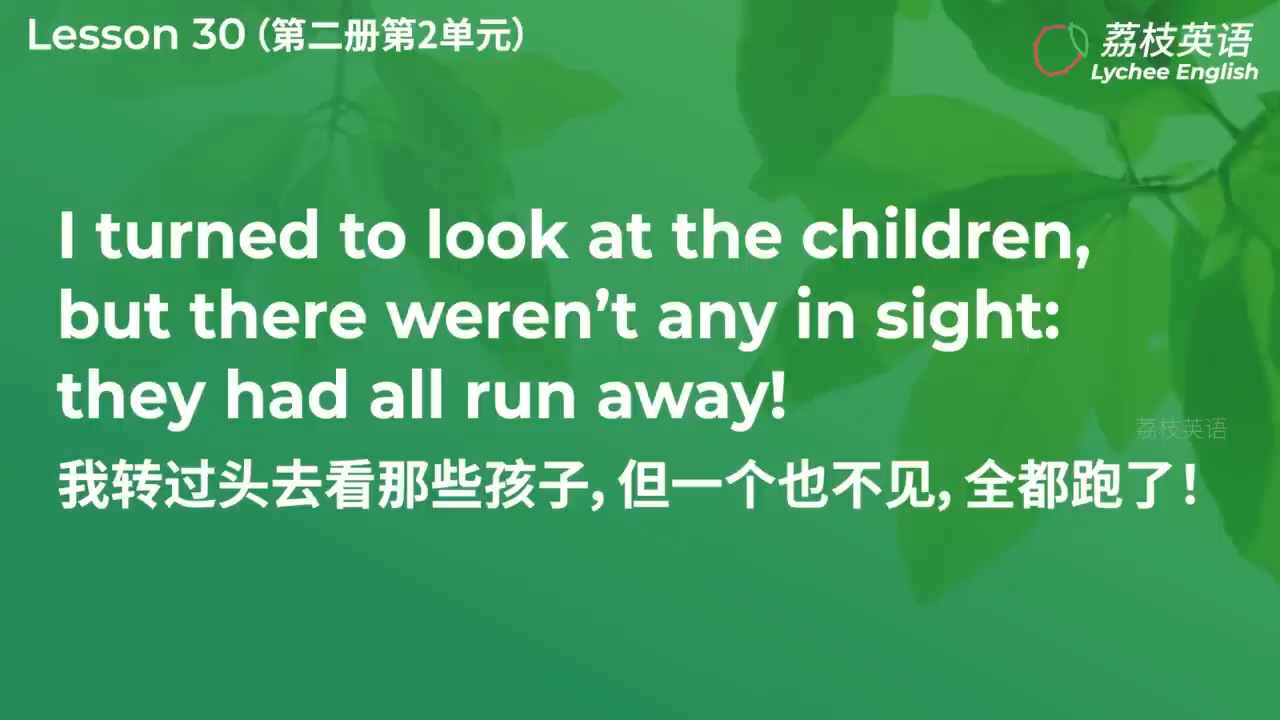 Lesson 30（第二册第2单元）
荔枝英语
Lychee English
I turned to look at the children,
but there weren’t any in sight:
they had all run away!
荔枝英语
我转过头去看那些孩子，但一个也不见，全都跑了！